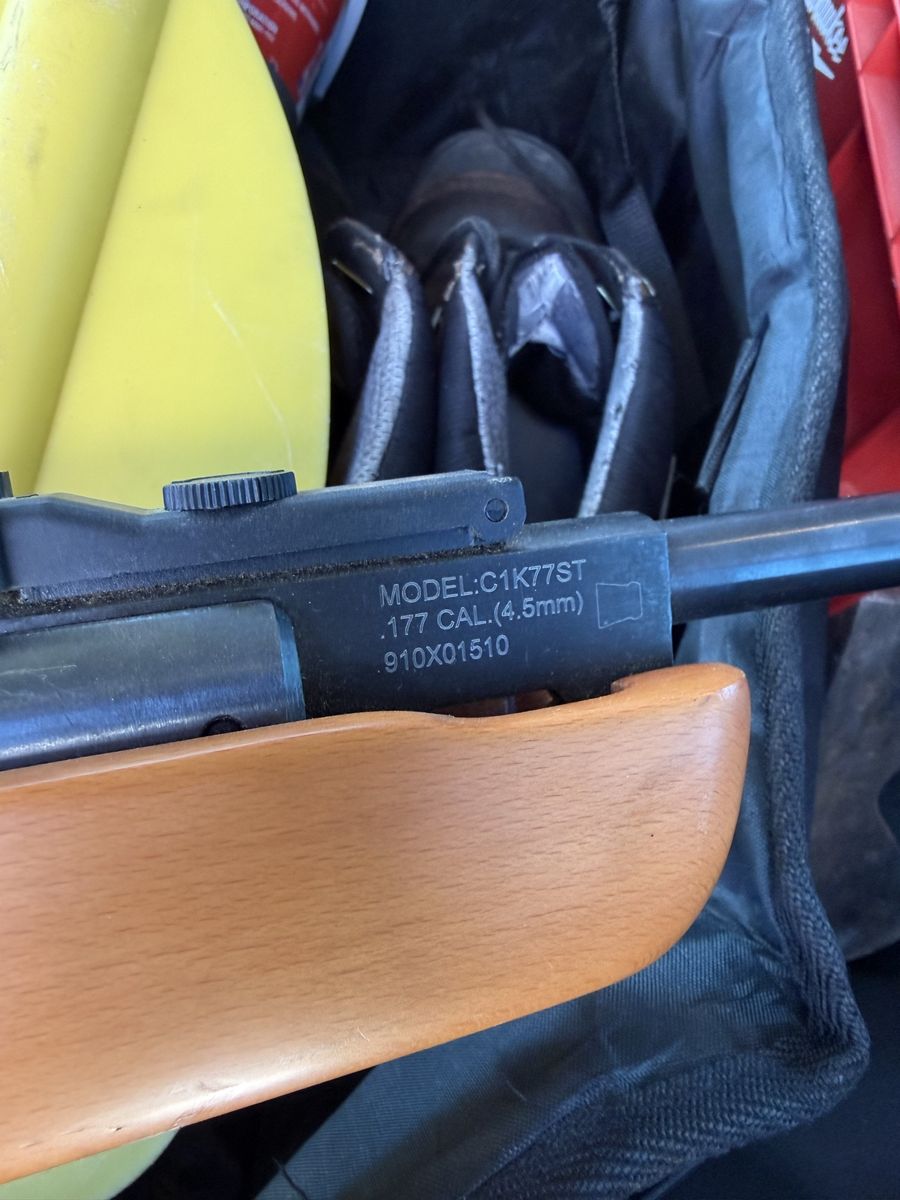 MODEL:C1K77ST
.177 CAL.(4.5mm)
910X01510